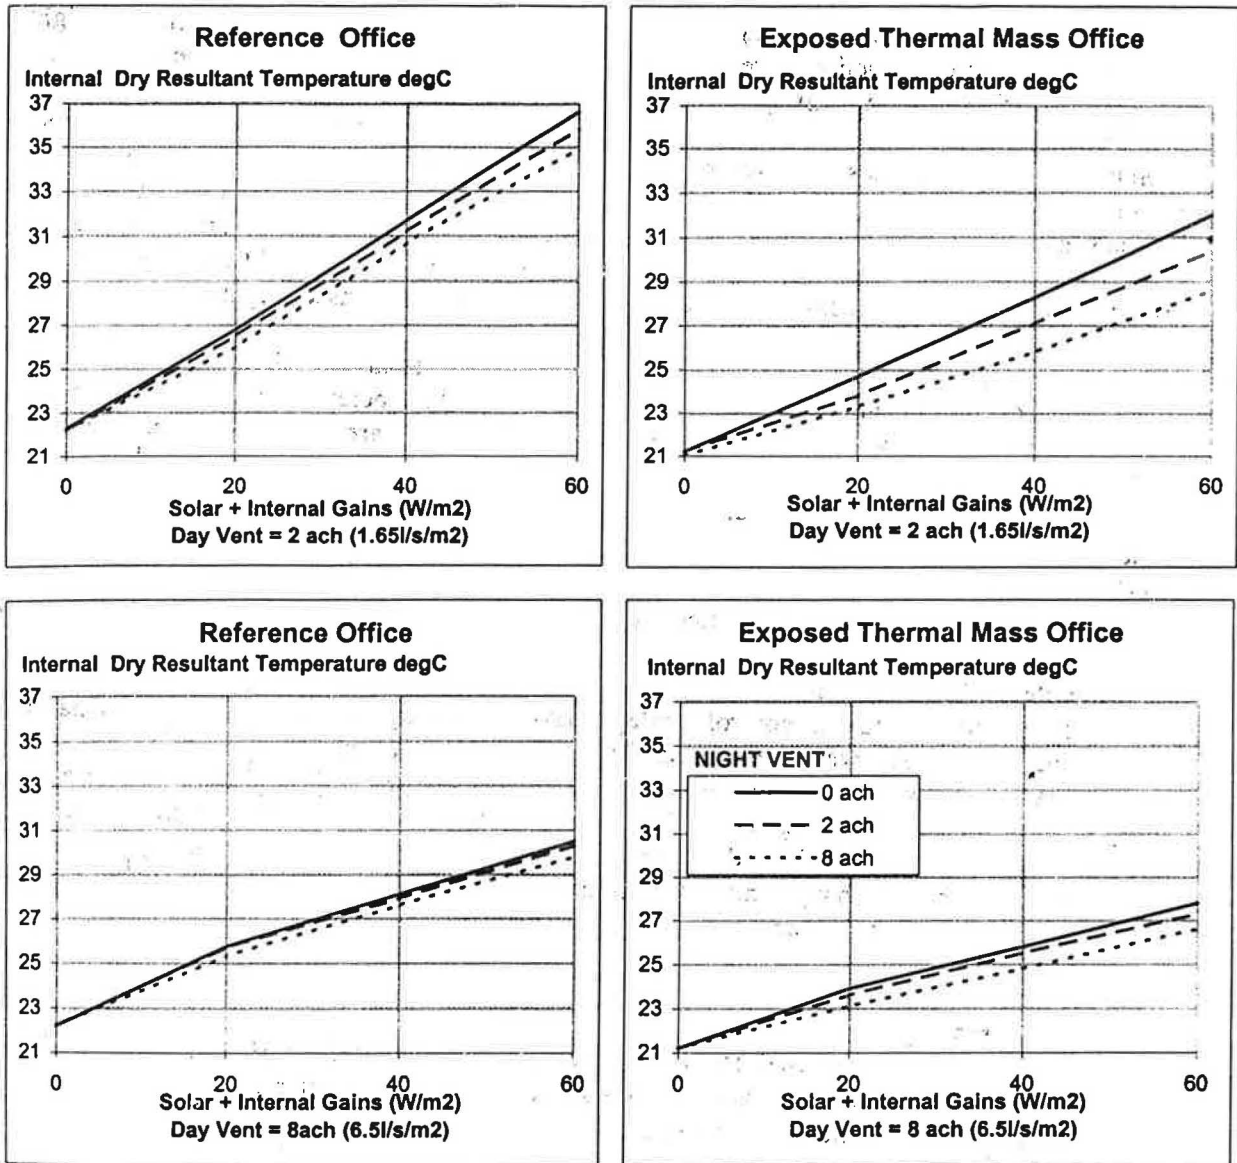 Reference Office
Internal Dry Resultant Temperature degC
37
35
33
31
29
27
25
23
21
0 20 40 60
Solar + Internal Gains (W/m2)
Day Vent = 2 ach (1.65l/s/m2)
Exposed Thermal Mass Office
Internal Dry Resultant Temperature degC
37
35
33
31
29
27
25
23
21
0 20 40 60
Solar + Internal Gains (W/m2)
Day Vent = 2 ach (1.65l/s/m2)
Reference Office
Internal Dry Resultant Temperature degC
37
35
33
31
29
27
25
23
21
0 20 40 60
Solar + Internal Gains (W/m2)
Day Vent = 8ach (6.5l/s/m2)
Exposed Thermal Mass Office
Internal Dry Resultant Temperature degC
37
35
33
31
29
27
25
23
21
NIGHT VENT
0 ach
2 ach
8 ach
0 20 40 60
Solar + Internal Gains (W/m2)
Day Vent = 8 ach (6.5l/s/m2)